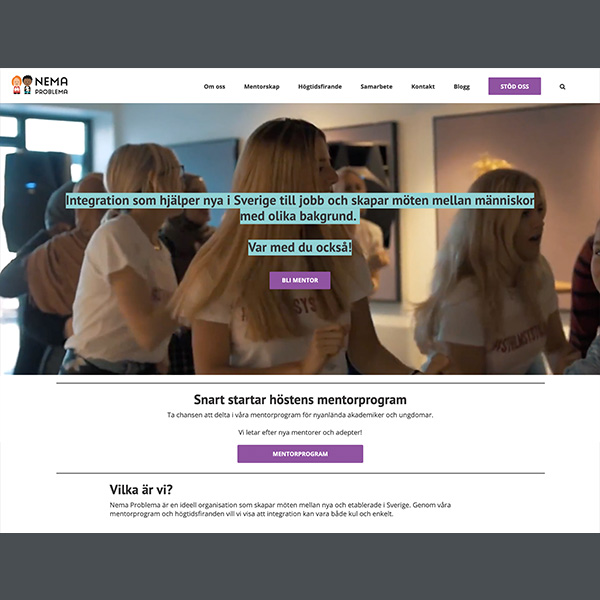 NEMA
PROBLEMA
Om oss Mentorskap Högtidsfirande Samarbete Kontakt Blogg STÖD OSS
Integration som hjälper nya i Sverige till jobb och skapar möten mellan människor
med olika bakgrund.
Var med du också!
BLI MENTOR
Snart startar höstens mentorprogram
Ta chansen att delta i våra mentorprogram för nyanlända akademiker och ungdomar.
Vi letar efter nya mentorer och adepter!
MENTORPROGRAM
Vilka är vi?
Nema Problema är en ideell organisation som skapar möten mellan nya och etablerade i Sverige. Genom våra
mentorprogram och högtidsfiranden vill vi visa att integration kan vara både kul och enkelt.